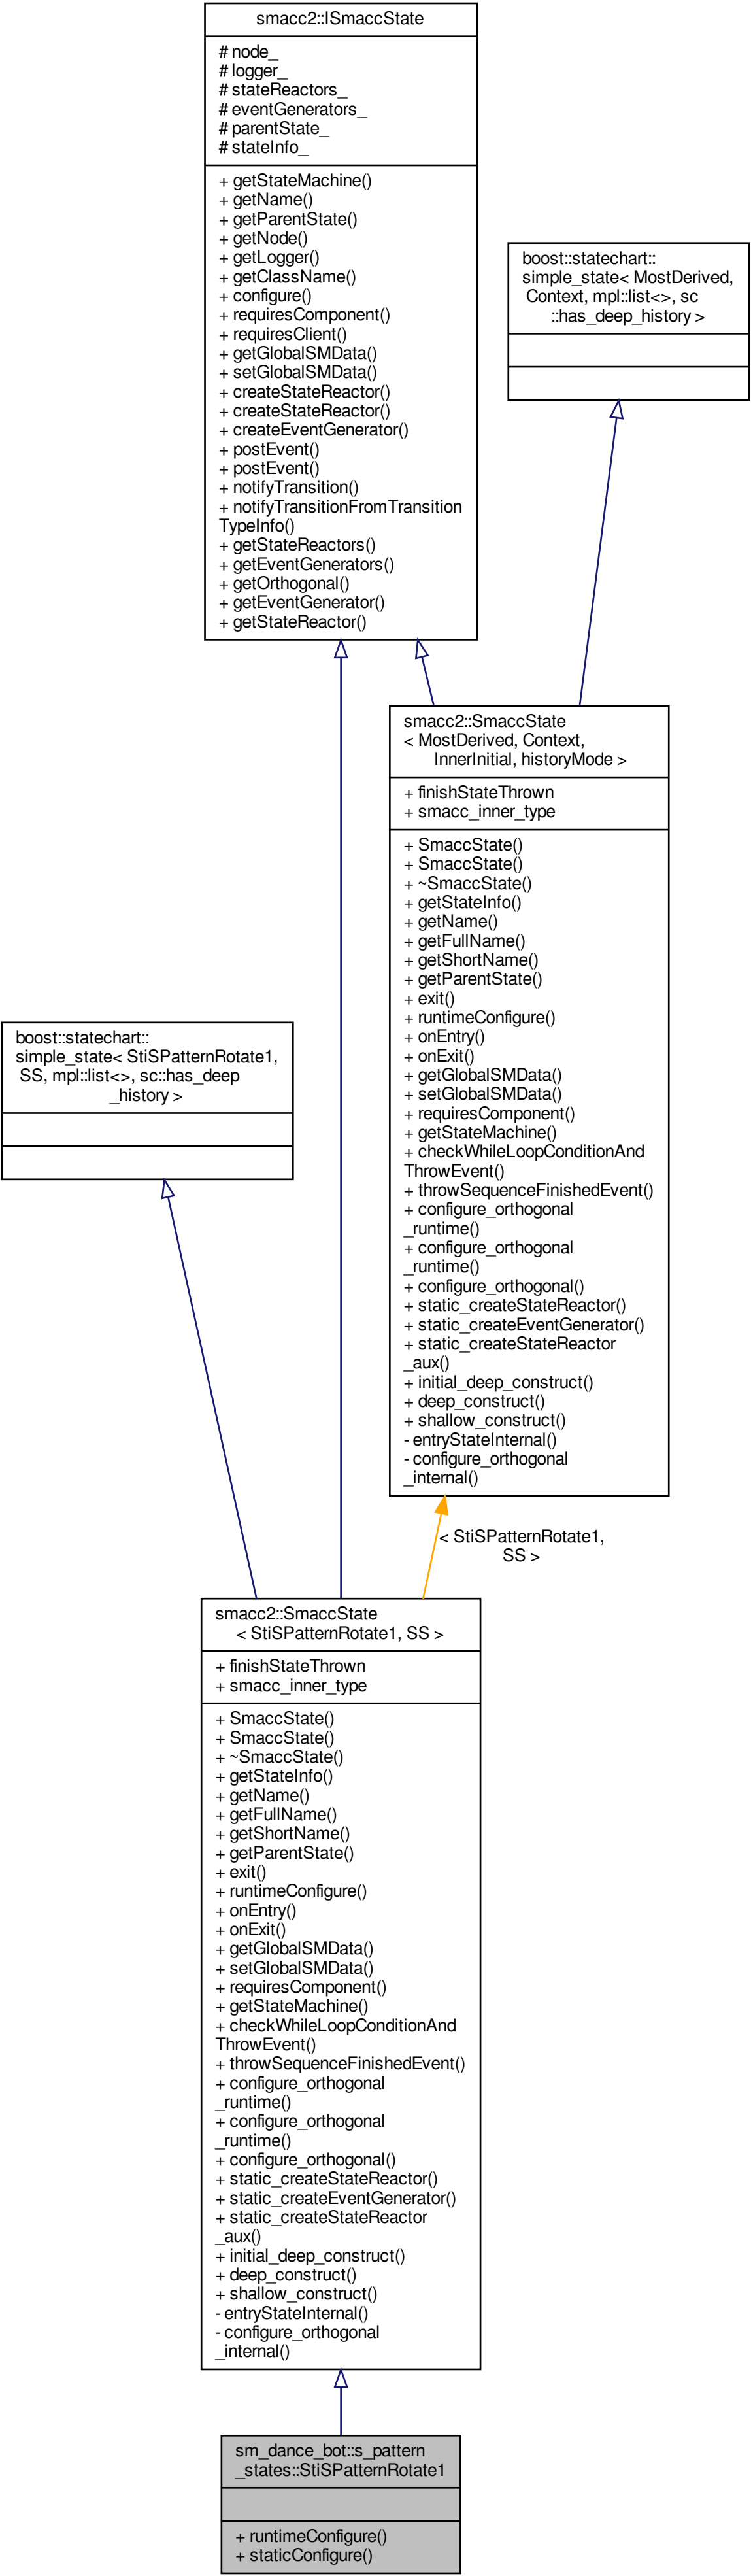 smacc2::ISmaccState
# node_
# logger_
# stateReactors_
# eventGenerators_
# parentState_
# stateInfo_
+ getStateMachine()
+ getName()
+ getParentState()
+ getNode()
+ getLogger()
+ getClassName()
+ configure()
+ requiresComponent()
+ requiresClient()
+ getGlobalSMData()
+ setGlobalSMData()
+ createStateReactor()
+ createStateReactor()
+ createEventGenerator()
+ postEvent()
+ postEvent()
+ notifyTransition()
+ notifyTransitionFromTransition
TypeInfo()
+ getStateReactors()
+ getEventGenerators()
+ getOrthogonal()
+ getEventGenerator()
+ getStateReactor()
boost::statechart::
simple_state< MostDerived,
Context, mpl::list<>, sc
::has_deep_history >
smacc2::SmaccState
< MostDerived, Context,
InnerInitial, historyMode >
+ finishStateThrown
+ smacc_inner_type
+ SmaccState()
+ SmaccState()
+ ~SmaccState()
+ getStateInfo()
+ getName()
+ getFullName()
+ getShortName()
+ getParentState()
+ exit()
+ runtimeConfigure()
+ onEntry()
+ onExit()
+ getGlobalSMData()
+ setGlobalSMData()
+ requiresComponent()
+ getStateMachine()
+ checkWhileLoopConditionAnd
ThrowEvent()
+ throwSequenceFinishedEvent()
+ configure_orthogonal
_runtime()
+ configure_orthogonal
_runtime()
+ configure_orthogonal()
+ static_createStateReactor()
+ static_createEventGenerator()
+ static_createStateReactor
_aux()
+ initial_deep_construct()
+ deep_construct()
+ shallow_construct()
- entryStateInternal()
- configure_orthogonal
_internal()
boost::statechart::
simple_state< StiSPatternRotate1,
SS, mpl::list<>, sc::has_deep
_history >
< StiSPatternRotate1,
SS >
smacc2::SmaccState
< StiSPatternRotate1, SS >
+ finishStateThrown
+ smacc_inner_type
+ SmaccState()
+ SmaccState()
+ ~SmaccState()
+ getStateInfo()
+ getName()
+ getFullName()
+ getShortName()
+ getParentState()
+ exit()
+ runtimeConfigure()
+ onEntry()
+ onExit()
+ getGlobalSMData()
+ setGlobalSMData()
+ requiresComponent()
+ getStateMachine()
+ checkWhileLoopConditionAnd
ThrowEvent()
+ throwSequenceFinishedEvent()
+ configure_orthogonal
_runtime()
+ configure_orthogonal
_runtime()
+ configure_orthogonal()
+ static_createStateReactor()
+ static_createEventGenerator()
+ static_createStateReactor
_aux()
+ initial_deep_construct()
+ deep_construct()
+ shallow_construct()
- entryStateInternal()
- configure_orthogonal
_internal()
sm_dance_bot::s_pattern
_states::StiSPatternRotate1
+ runtimeConfigure()
+ staticConfigure()